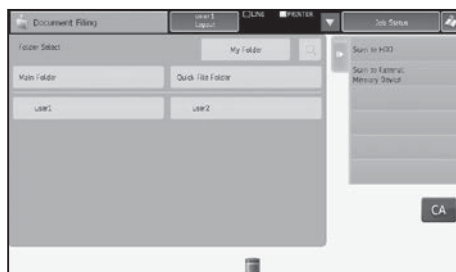 Document Filing
user1
Logout
LINE
PRINTER
Job Status
Folder Select
My Folder
Main Folder
Quick File Folder
user1
user2
Scan to HDD
Scan to External
Memory Device
CA